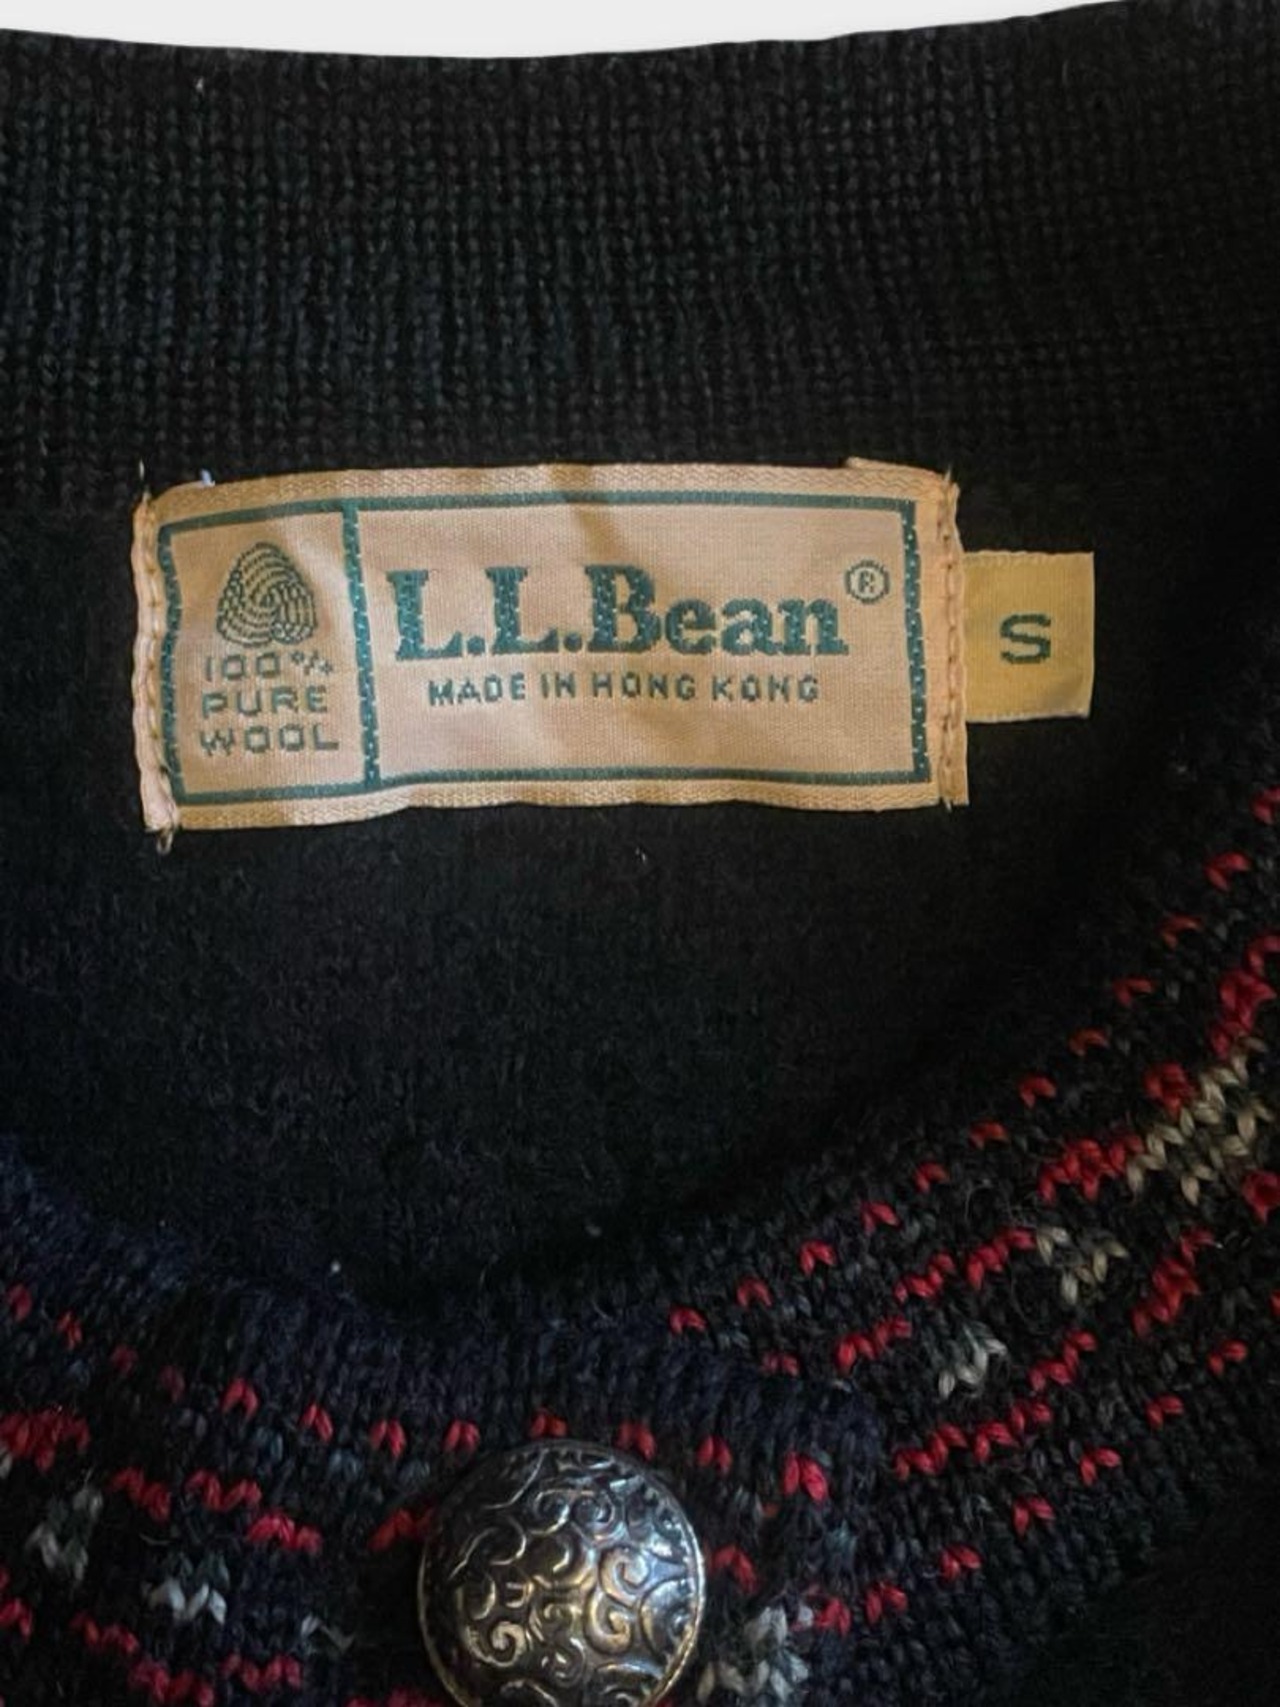 100%
PURE
WOOL
L.L.Bean®
MADE IN HONG KONG
S